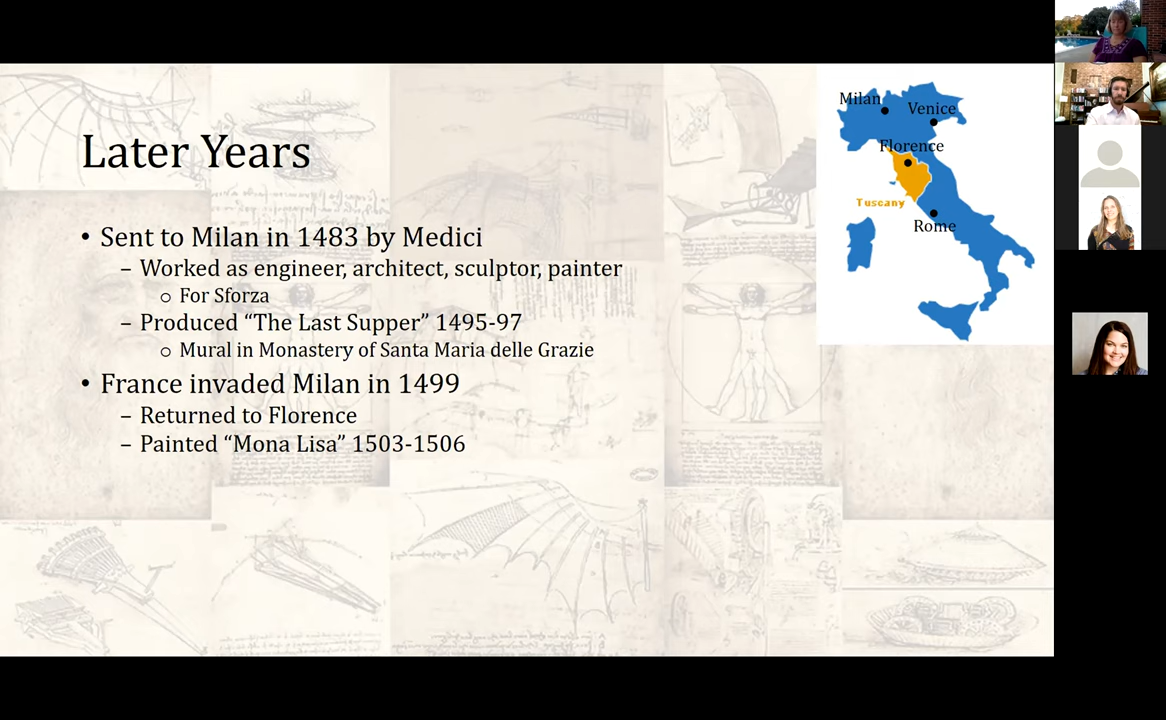 Later Years
• Sent to Milan in 1483 by Medici
– Worked as engineer, architect, sculptor, painter
o For Sforza
– Produced “The Last Supper” 1495-97
o Mural in Monastery of Santa Maria delle Grazie
• France invaded Milan in 1499
– Returned to Florence
– Painted “Mona Lisa” 1503-1506
Milan
Venice
Florence
Tuscany
Rome